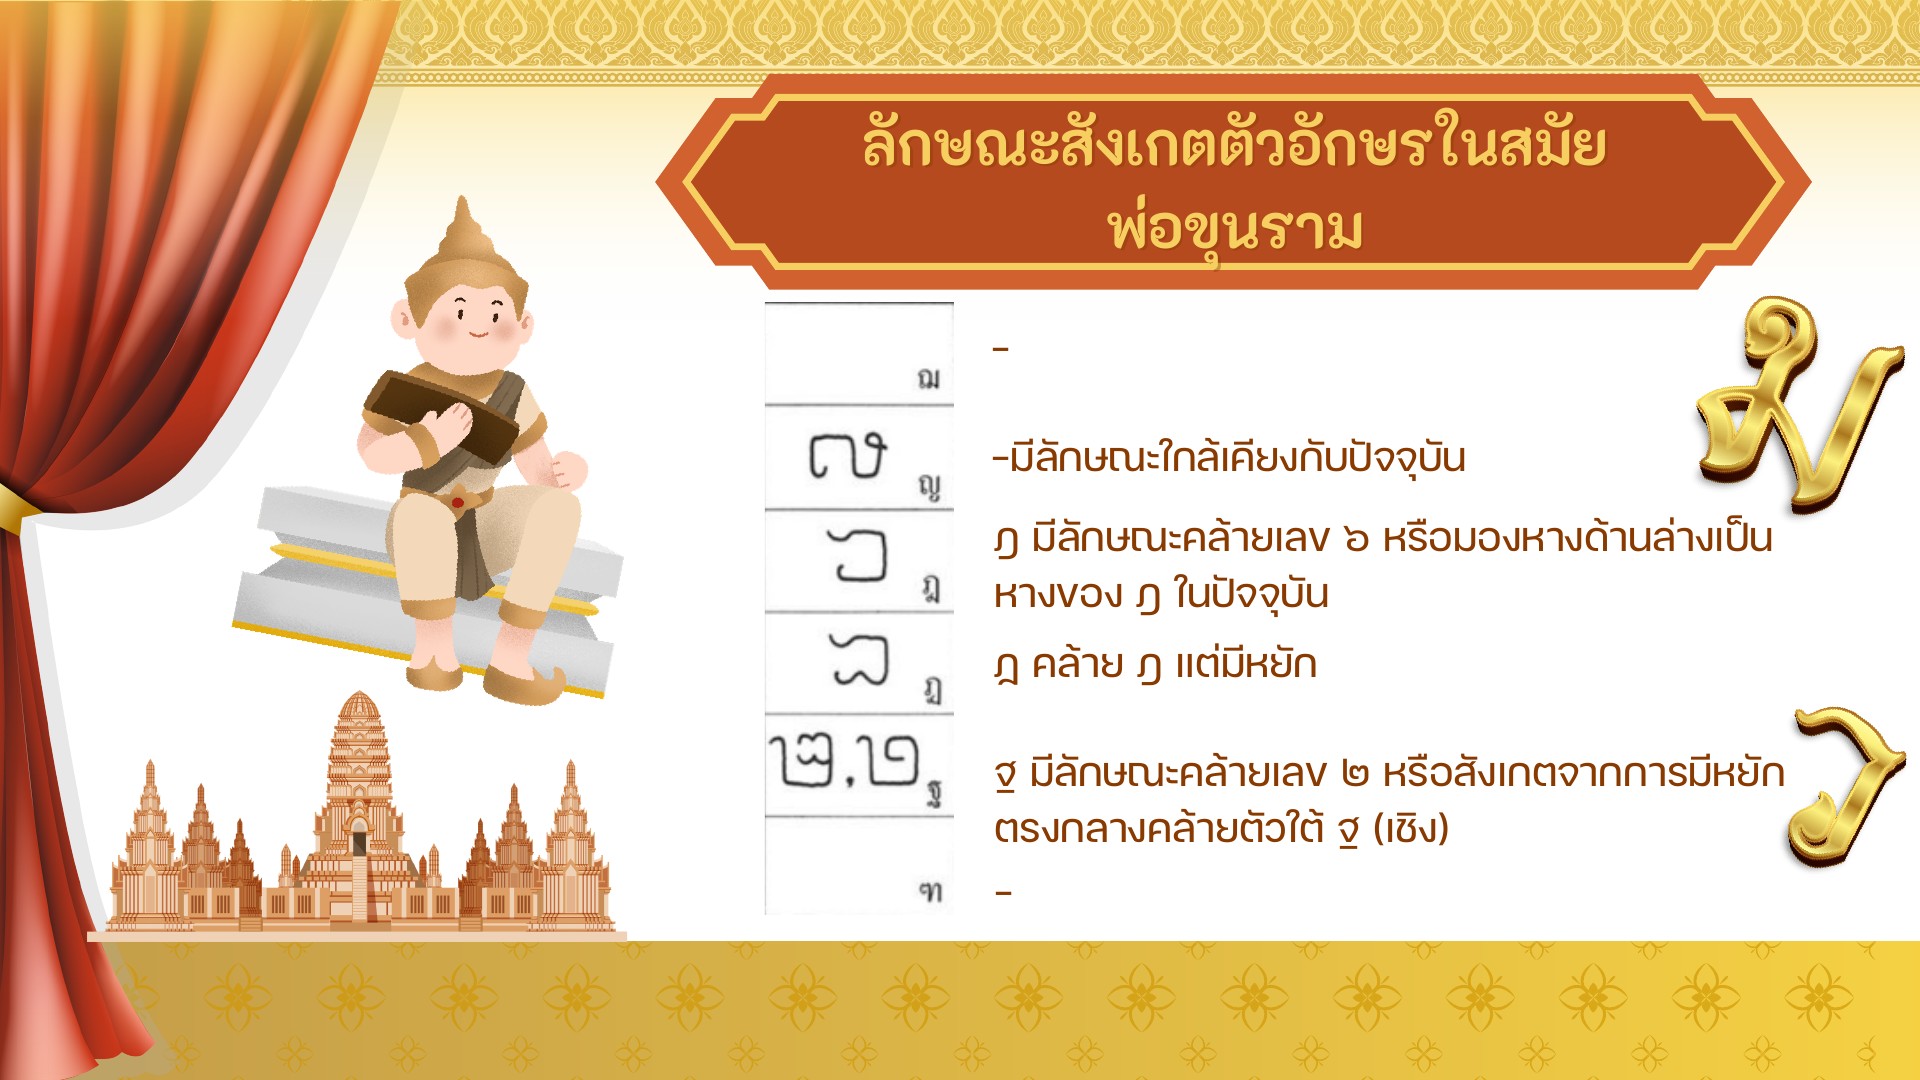 ลักษณะสังเกตตัวอักษรในสมัย
พ่อขุนราม
ฌ
-
ญ
-มีลักษณะใกล้เคียงกับปัจจุบัน
ฎ
ฎ มีลักษณะคล้ายเลข ๖ หรือมองหางด้านล่างเป็น
หางของ ฎ ในปัจจุบัน
ฏ
ฏ คล้าย ฎ แต่มีหยัก
,
ฐ
ฐ มีลักษณะคล้ายเลข ๒ หรือสังเกตจากการมีหยัก
ตรงกลางคล้ายตัวใต้ ฐ (เชิง)
ฑ
-